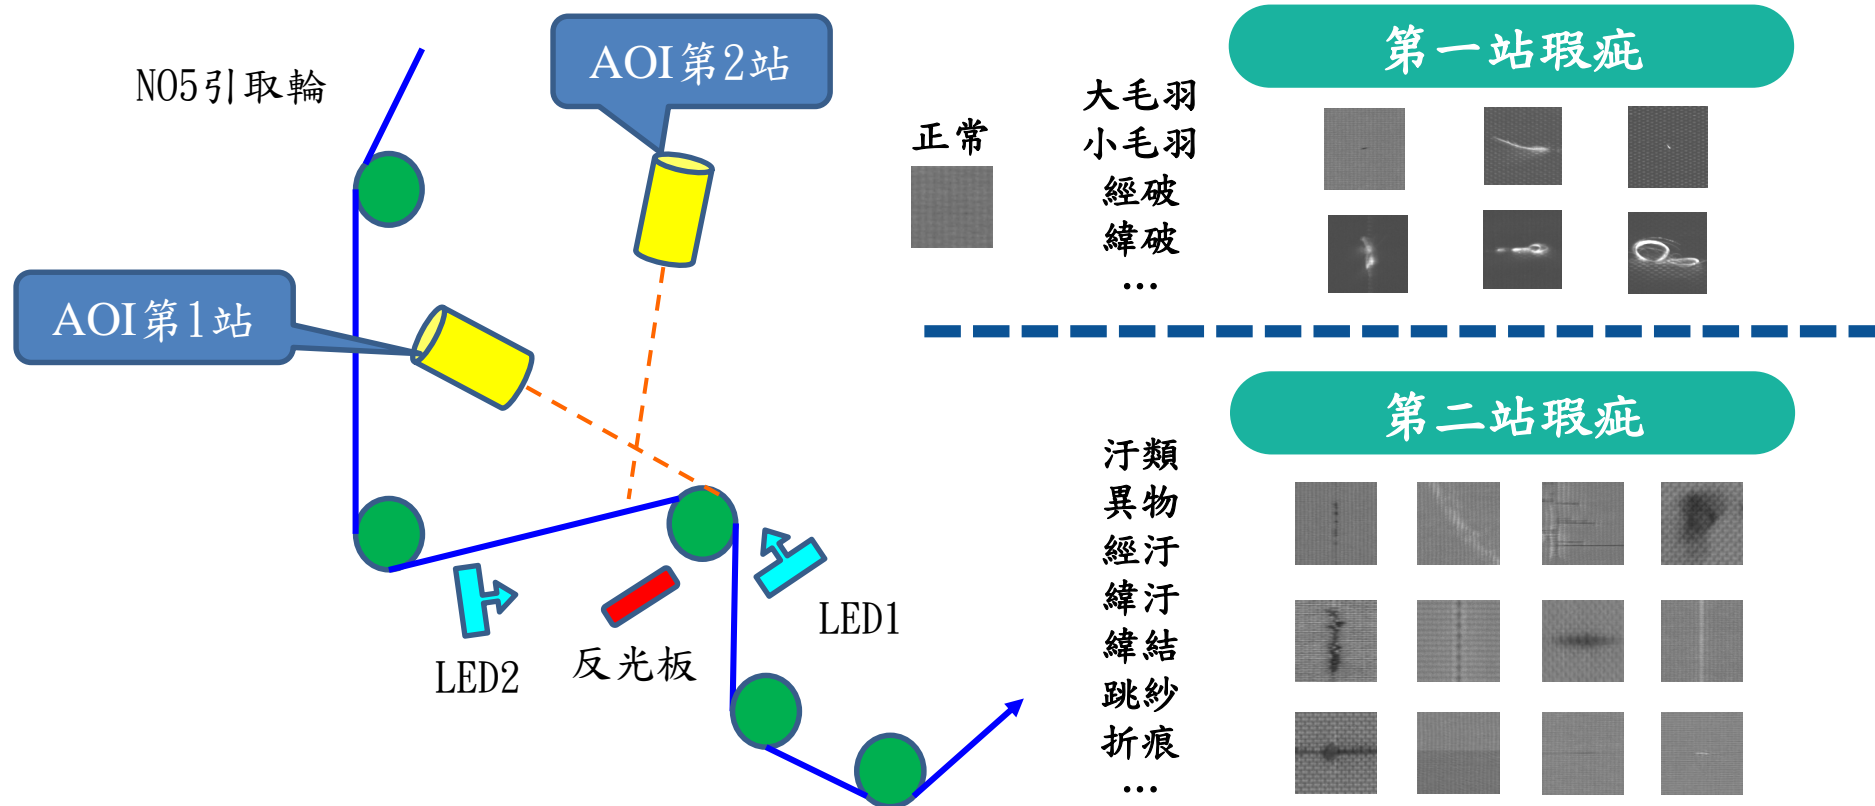 NO5引取輪
AOI第2站
AOI第1站
LED2
反光板
LED1
正常
大毛羽
小毛羽
經破
緯破
...
第一站瑕疵
第二站瑕疵
汙類
異物
經汙
緯汙
緯結
跳紗
折痕
...